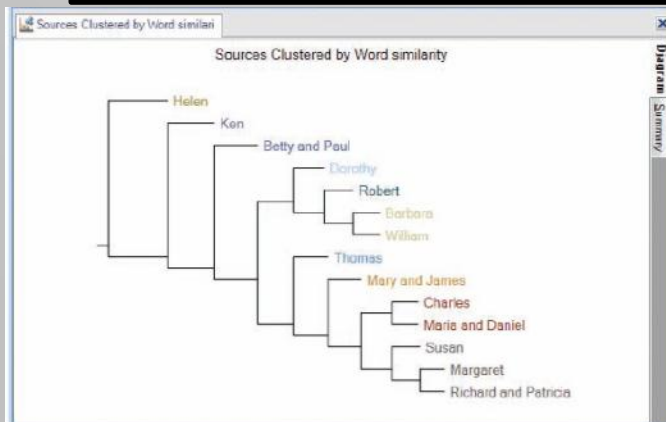 Sources Clustered by Word similari
Sources Clustered by Word similarity
Diagram
Summary
Helen
Ken
Betty and Paul
Dorothy
Robert
Barbara
William
Thomas
Mary and James
Charles
Maria and Daniel
Susan
Margaret
Richard and Patricia